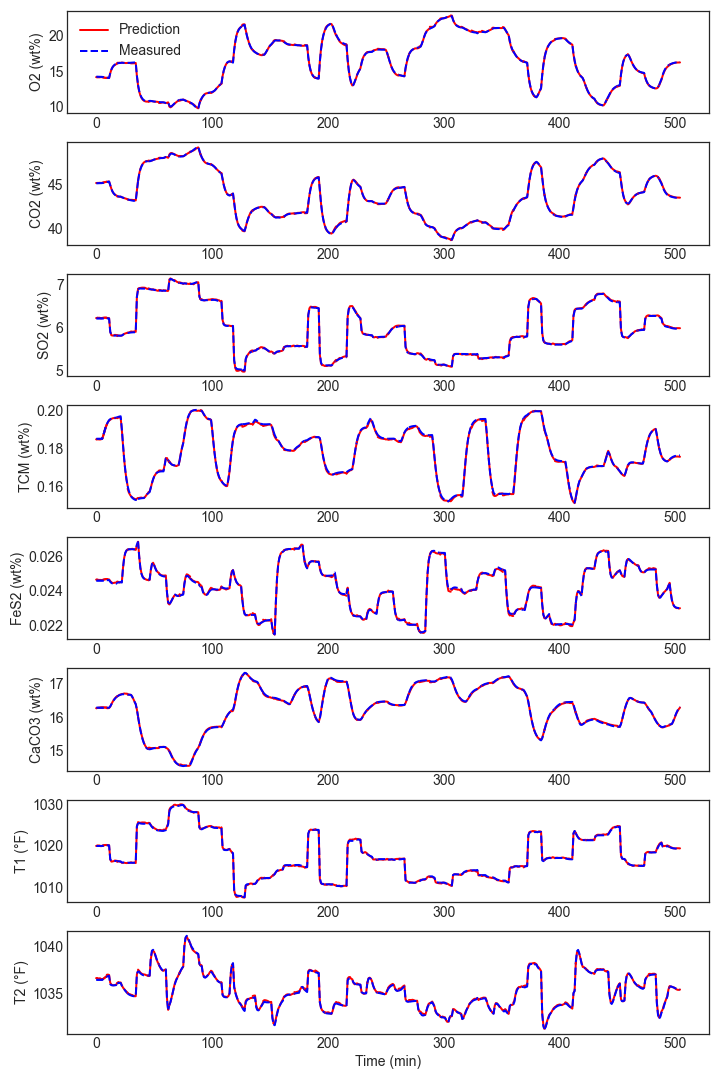 O2 (wt%)
20
15
10
Prediction
Measured
0 100 200 300 400 500
CO2 (wt%)
45
40
0 100 200 300 400 500
SO2 (wt%)
7
6
5
0 100 200 300 400 500
TCM (wt%)
0.20
0.18
0.16
0 100 200 300 400 500
FeS2 (wt%)
0.026
0.024
0.022
0 100 200 300 400 500
CaCO3 (wt%)
17
16
15
0 100 200 300 400 500
T1 (°F)
1030
1020
1010
0 100 200 300 400 500
T2 (°F)
1040
1035
0 100 200 300 400 500
Time (min)